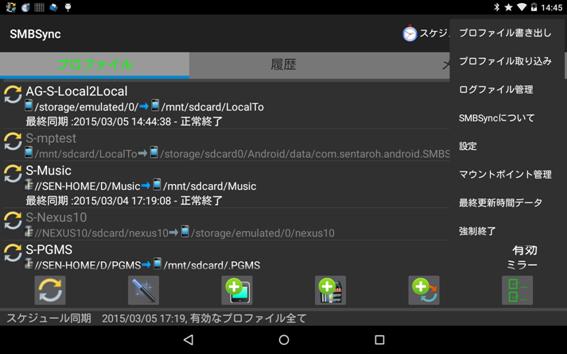 14:45
SMBSync
スケジュ
プロファイル
履歴
メ
プロファイル書き出し
プロファイル取り込み
ログファイル管理
SMBSyncについて
設定
マウントポイント管理
最終更新時間データ
強制終了
AG-S-Local2Local
/storage/emulated/0/ /mnt/sdcard/LocalTo
最終同期 :2015/03/05 14:44:38 - 正常終了
S-mptest
/mnt/sdcard/LocalTo /storage/sdcard0/Android/data/com.sentaroh.android.SMBS
S-Music
//SEN-HOME/D/Music /mnt/sdcard/Music
最終同期 :2015/03/04 17:19:08 - 正常終了
S-Nexus10
//NEXUS10/sdcard/nexus10 /storage/emulated/0/nexus10
S-PGMS
有効
//SEN-HOME/D/PGMS /mnt/sdcard/.PGMS
ミラー
スケジュール同期 2015/03/05 17:19, 有効なプロファイル全て